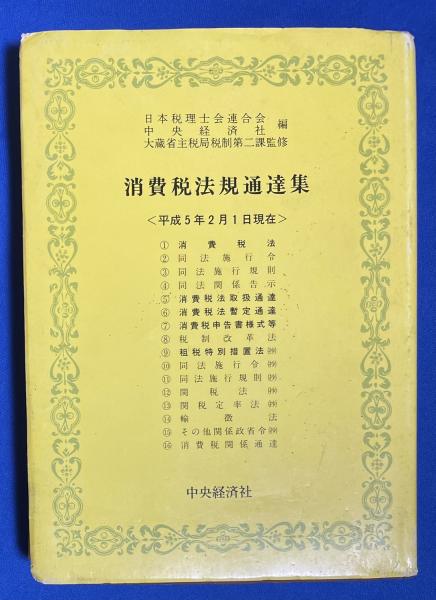 日本税理士会連合会
中央経済社 編
大蔵省主税局税制第二課監修
消費税法規通達集
<平成5年2月1日現在>
① 消費税法
② 同法施行令
③ 同法施行規則
④ 同法関係告示
⑤ 消費税法取扱通達
⑥ 消費税法暫定通達
⑦ 消費税申告書様式等
⑧ 税制改革法
⑨ 租税特別措置法㈹
⑩ 同法施行令
⑪ 同法施行規則
⑫ 関税法
⑬ 関税定率法
⑭ 輸徴法
⑮ その他関係政省令
⑯ 消費税関係通達
中央経済社